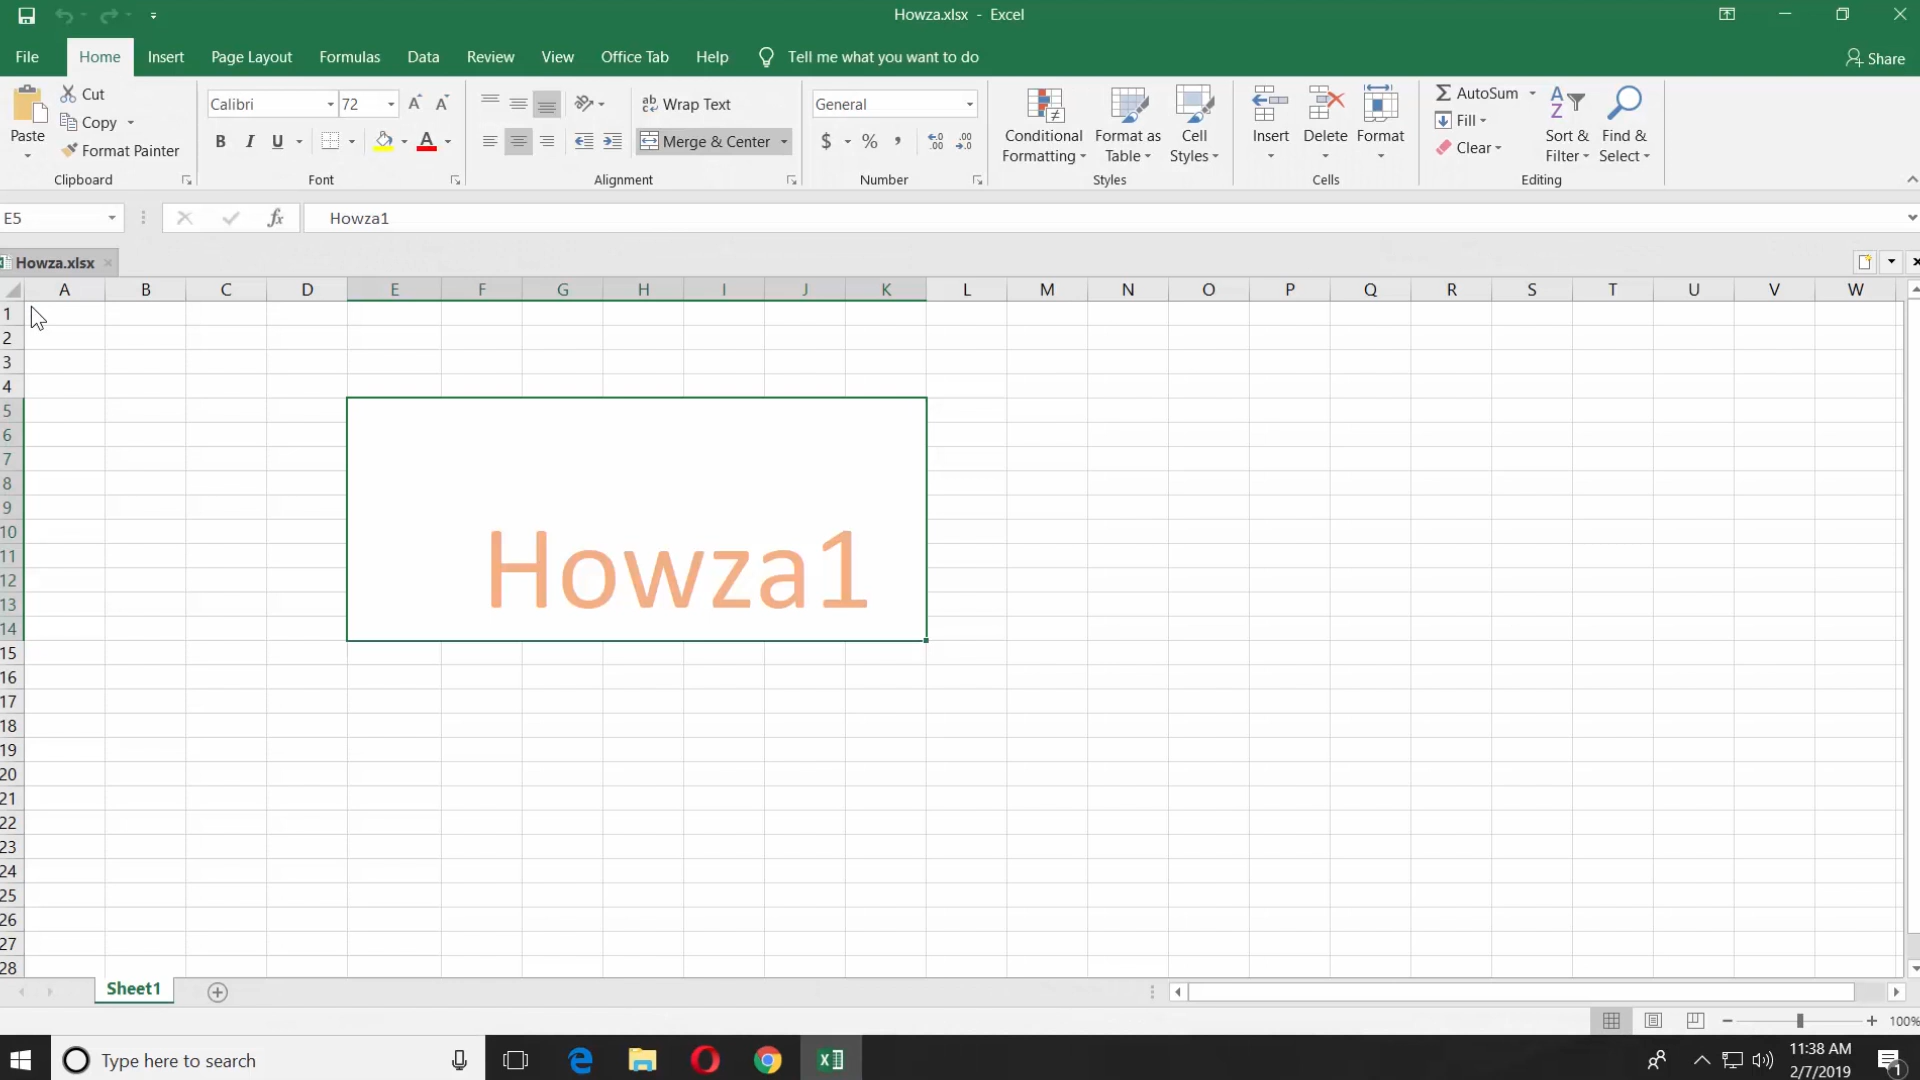 Howza.xlsx - Excel
File Home Insert Page Layout Formulas Data Review View Office Tab Help Tell me what you want to do Share
Paste
Cut
Copy
Format Painter
Clipboard
Calibri 72
B I U A
Font
ab Wrap Text
Merge & Center
Alignment
General
$ % ,
Number
Conditional Formatting
Format as Table
Cell Styles
Styles
Insert
Delete
Format
Cells
AutoSum
Fill
Clear
Sort & Filter
Find & Select
Editing
E5 fx Howza1
Howza.xlsx
A B C D E F G H I J K L M N O P Q R S T U V W
1
2
3
4
5
6
7
8
9
10
11
12
13
14
15
16
17
18
19
20
21
22
23
24
25
26
27
28
Howza1
Sheet1
100%
Type here to search
11:38 AM
2/7/2019
1